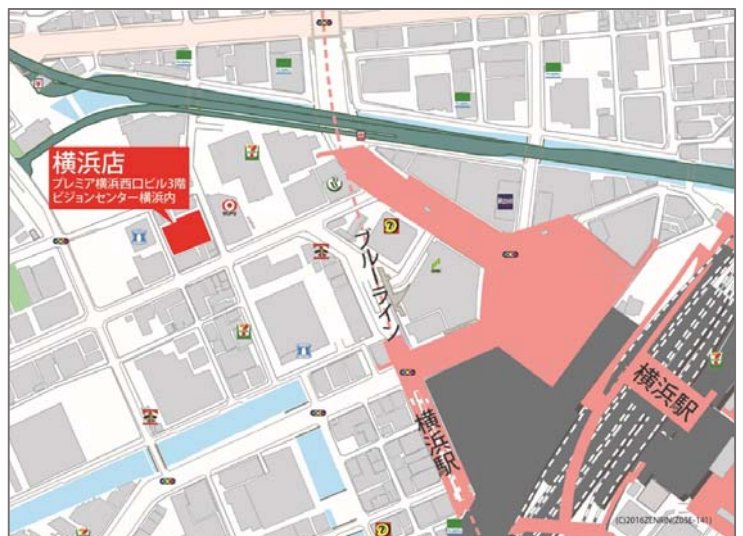 横浜店
プレミア横浜西口ビル3階
ビジョンセンター横浜内
ブルーライン
横浜駅
横浜駅